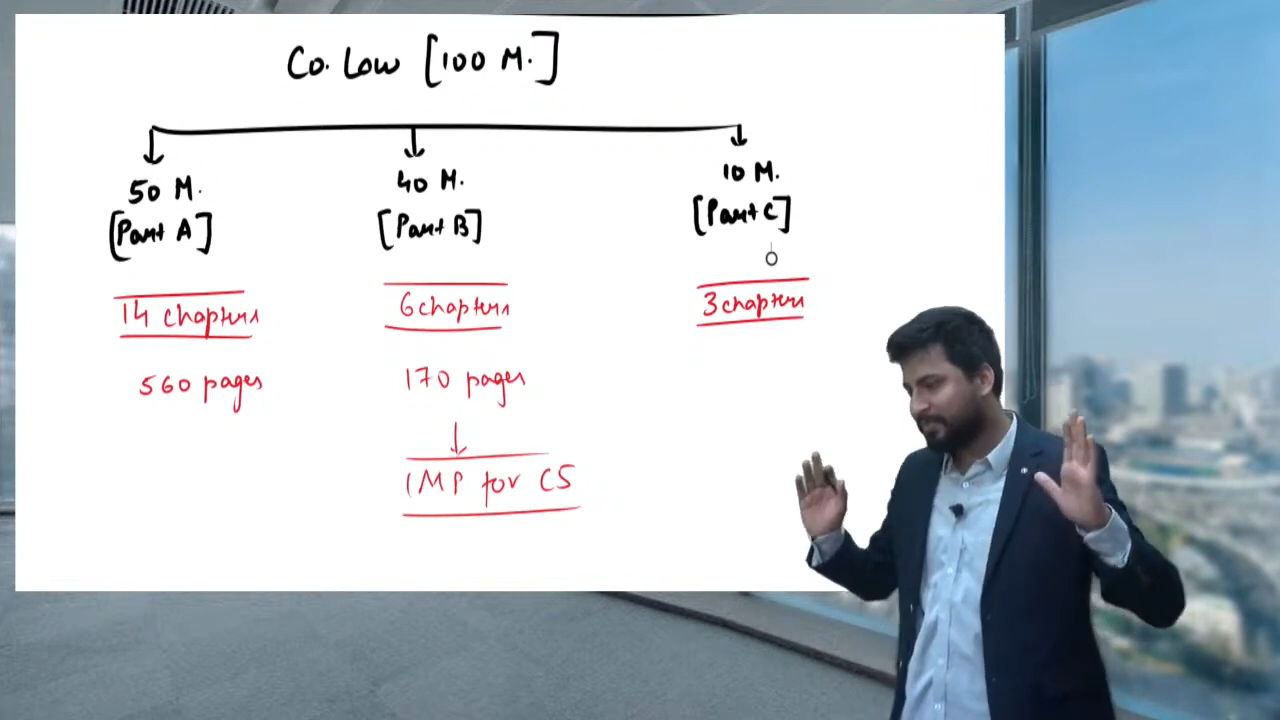 Co. Law [100 M.]
50 M.
[Part A]
14 chapters
560 pages
40 M.
[Part B]
6 chapters
170 pages
IMP for CS
10 M.
[Part C]
3 chapters